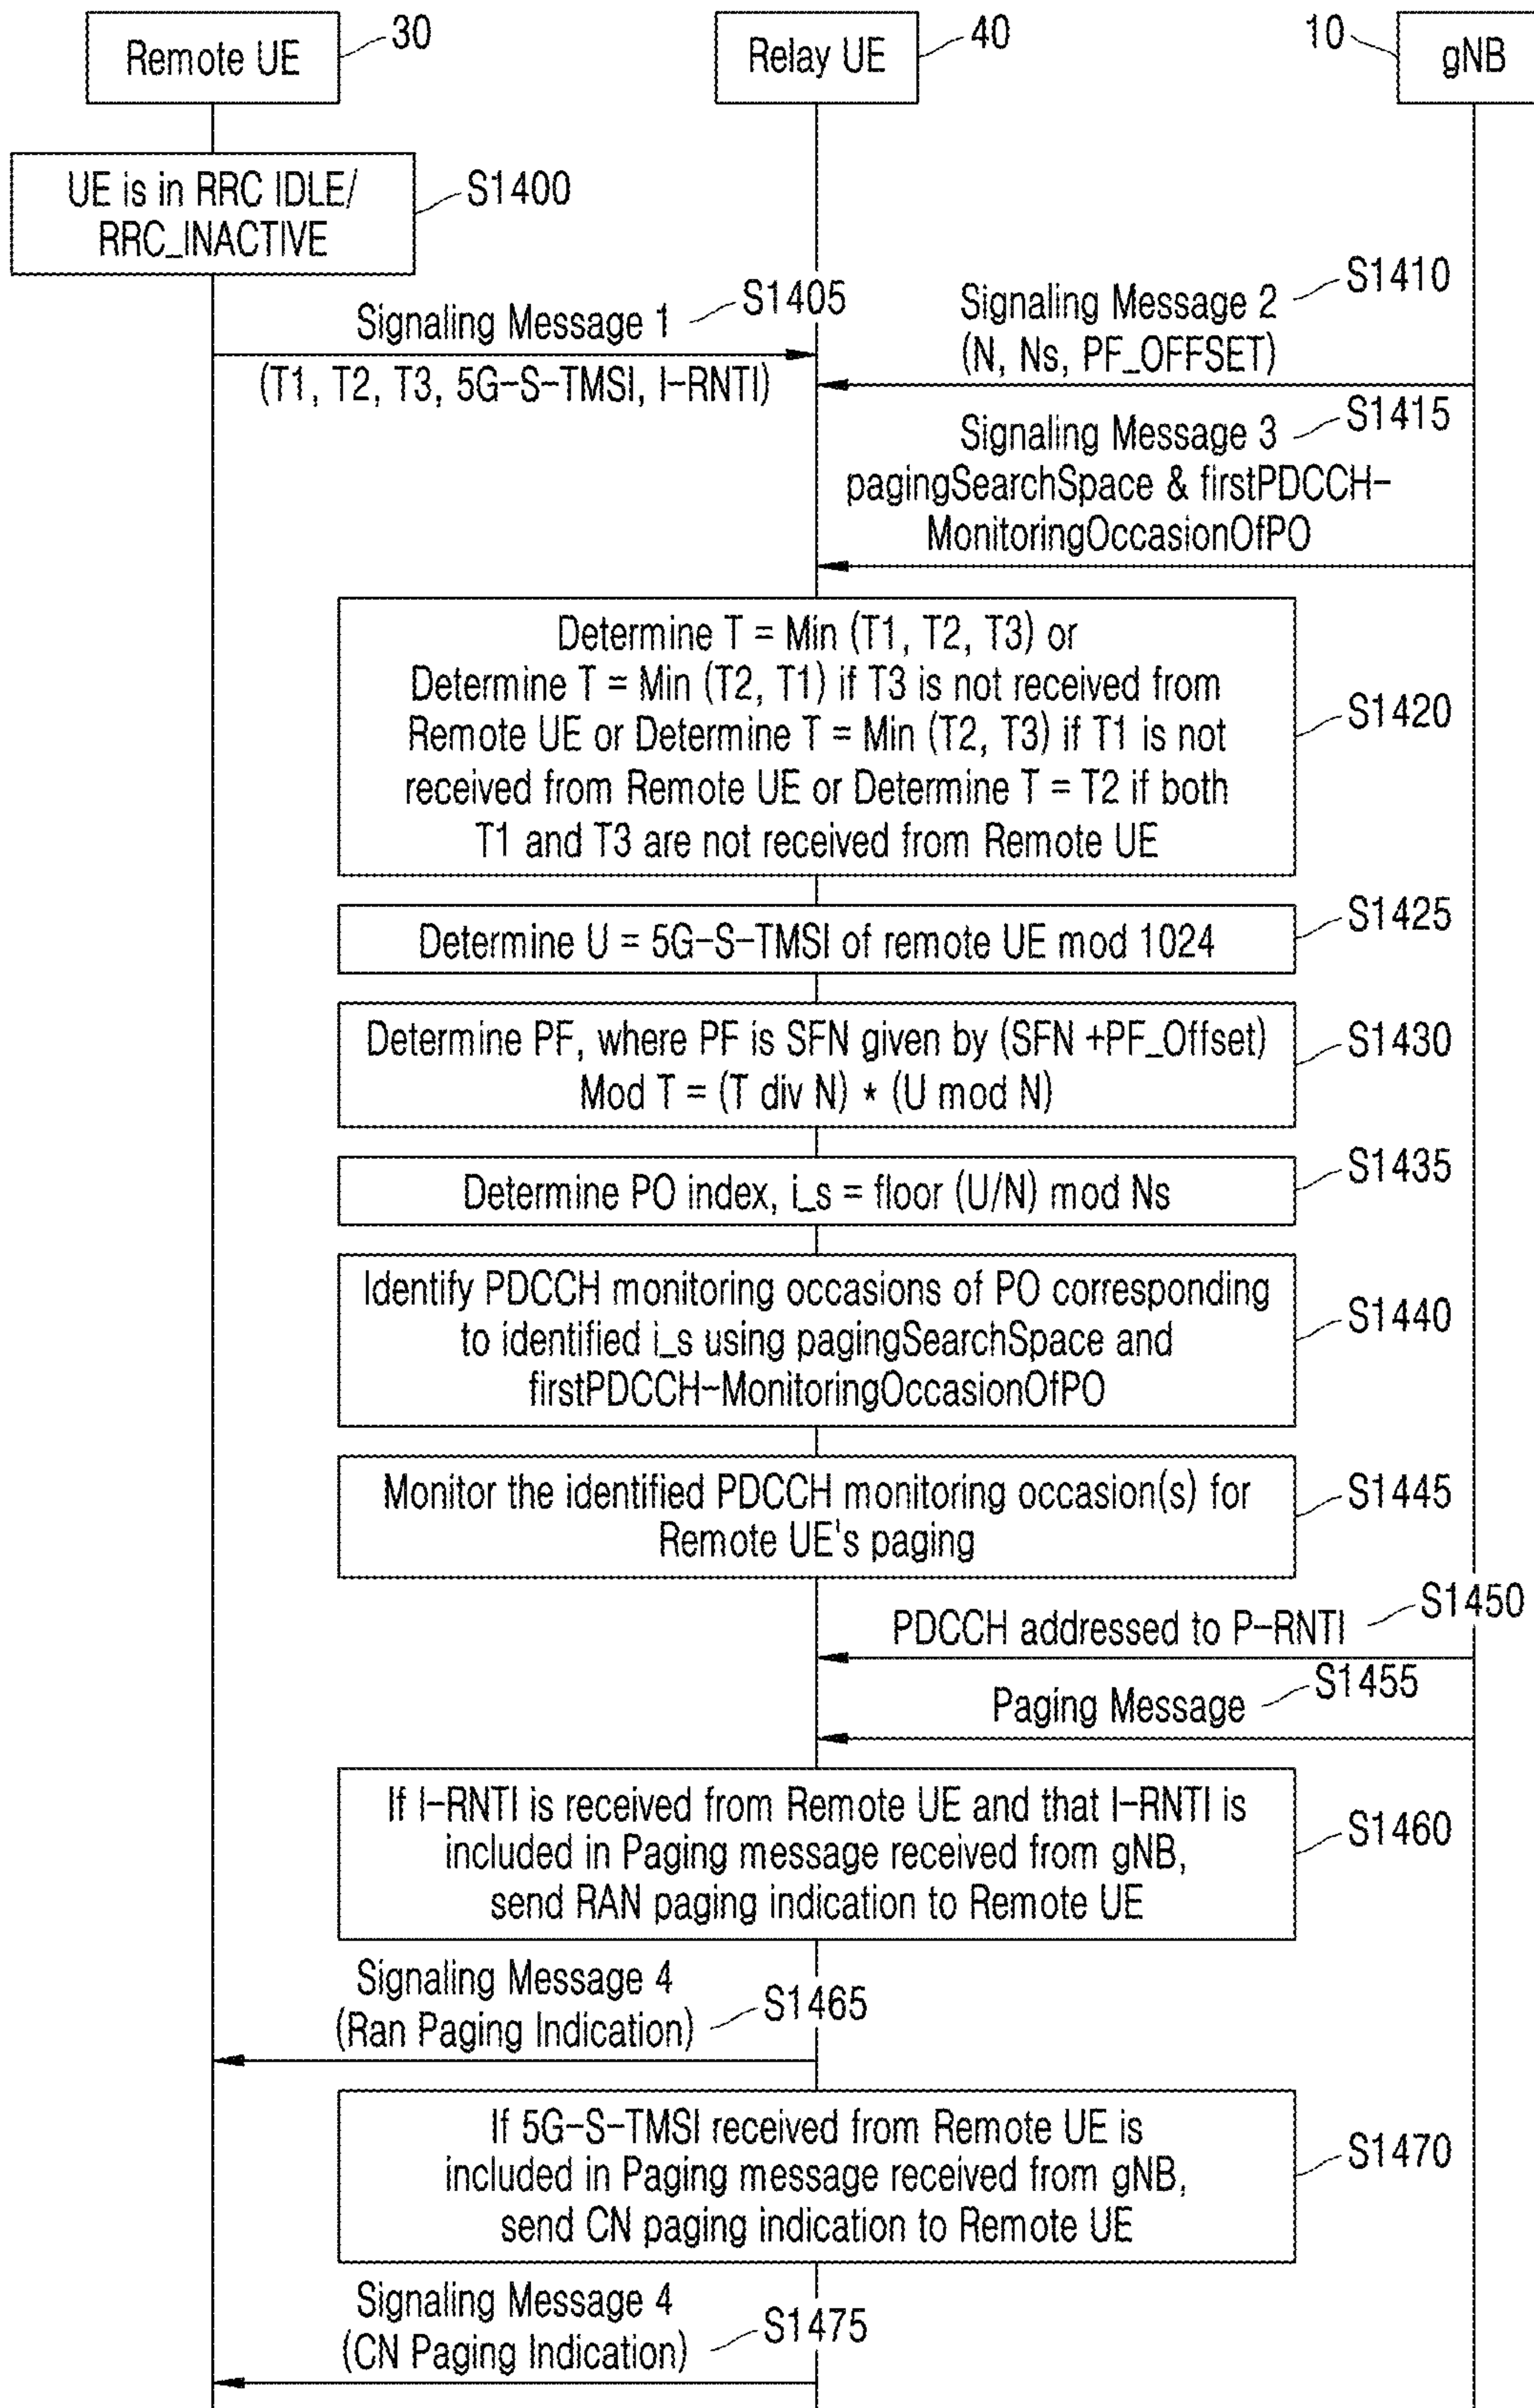 Remote UE
30
Relay UE
40
10
gNB
UE is in RRC IDLE/
RRC_INACTIVE
S1400
Signaling Message 1
S1405
(T1, T2, T3, 5G-S-TMSI, I-RNTI)
Signaling Message 2
S1410
(N, Ns, PF_OFFSET)
Signaling Message 3
S1415
pagingSearchSpace & firstPDCCH-
MonitoringOccasionOfPO
Determine T = Min (T1, T2, T3) or
Determine T = Min (T2, T1) if T3 is not received from
Remote UE or Determine T = Min (T2, T3) if T1 is not
received from Remote UE or Determine T = T2 if both
T1 and T3 are not received from Remote UE
S1420
Determine U = 5G-S-TMSI of remote UE mod 1024
S1425
Determine PF, where PF is SFN given by (SFN +PF_Offset)
Mod T = (T div N) * (U mod N)
S1430
Determine PO index, i_s = floor (U/N) mod Ns
S1435
Identify PDCCH monitoring occasions of PO corresponding
to identified i_s using pagingSearchSpace and
firstPDCCH-MonitoringOccasionOfPO
S1440
Monitor the identified PDCCH monitoring occasion(s) for
Remote UE's paging
S1445
PDCCH addressed to P-RNTI
S1450
Paging Message
S1455
If I-RNTI is received from Remote UE and that I-RNTI is
included in Paging message received from gNB,
send RAN paging indication to Remote UE
S1460
Signaling Message 4
(Ran Paging Indication)
S1465
If 5G-S-TMSI received from Remote UE is
included in Paging message received from gNB,
send CN paging indication to Remote UE
S1470
Signaling Message 4
(CN Paging Indication)
S1475